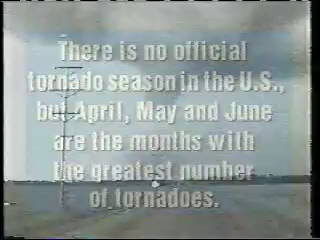 There is no official
tornado season in the U.S.,
but April, May and June
are the months with
the greatest number
of tornadoes.